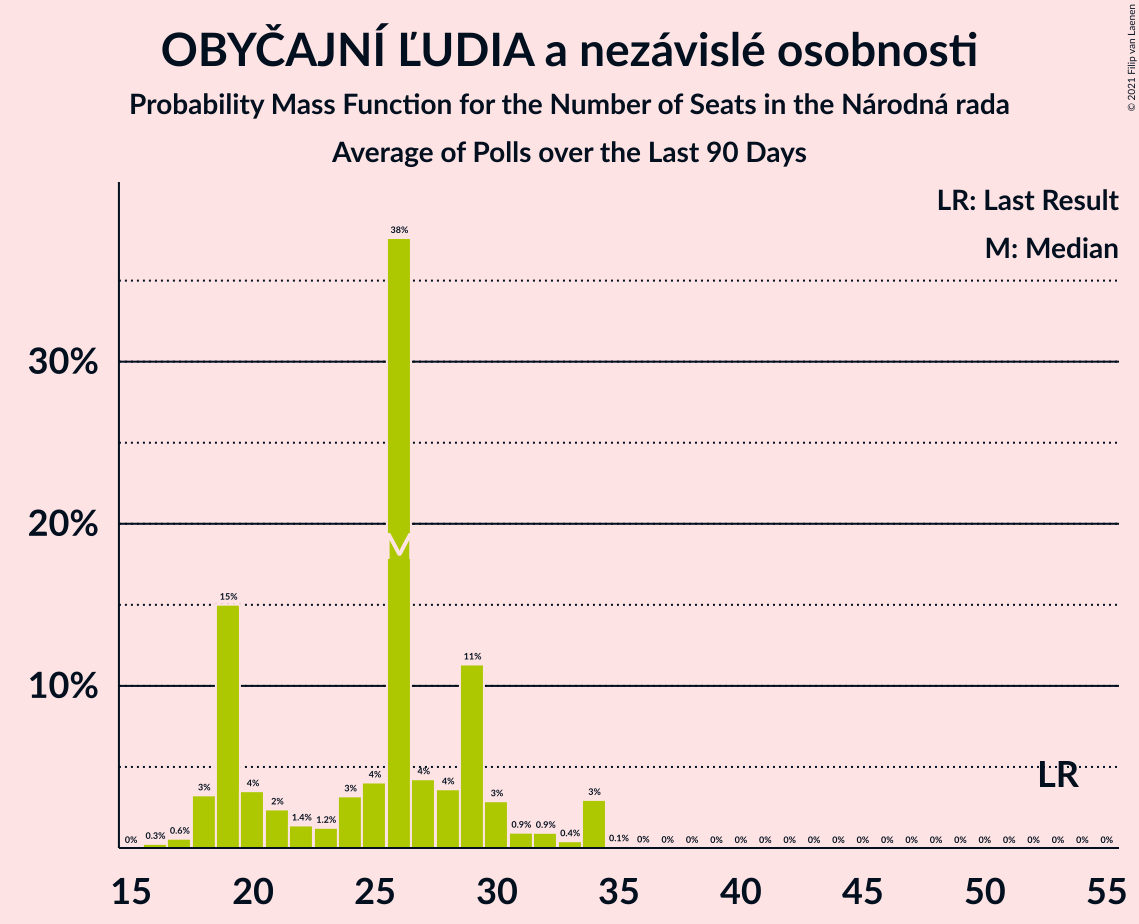 OBYČAJNÍ ĽUDIA a nezávislé osobnosti
Probability Mass Function for the Number of Seats in the Národná rada
Average of Polls over the Last 90 Days
© 2021 Filip van Laenen
LR: Last Result
M: Median
30%
20%
10%
0% 0.3% 0.6% 3% 15% 4% 2% 1.4% 1.2% 3% 4% 38% 4% 4% 11% 3% 0.9% 0.9% 0.4% 3% 0.1% 0% 0% 0% 0% 0% 0% 0% 0% 0% 0% 0% 0% 0% 0% 0% 0% 0% 0% 0% 0%
M
LR
15 20 25 30 35 40 45 50 55